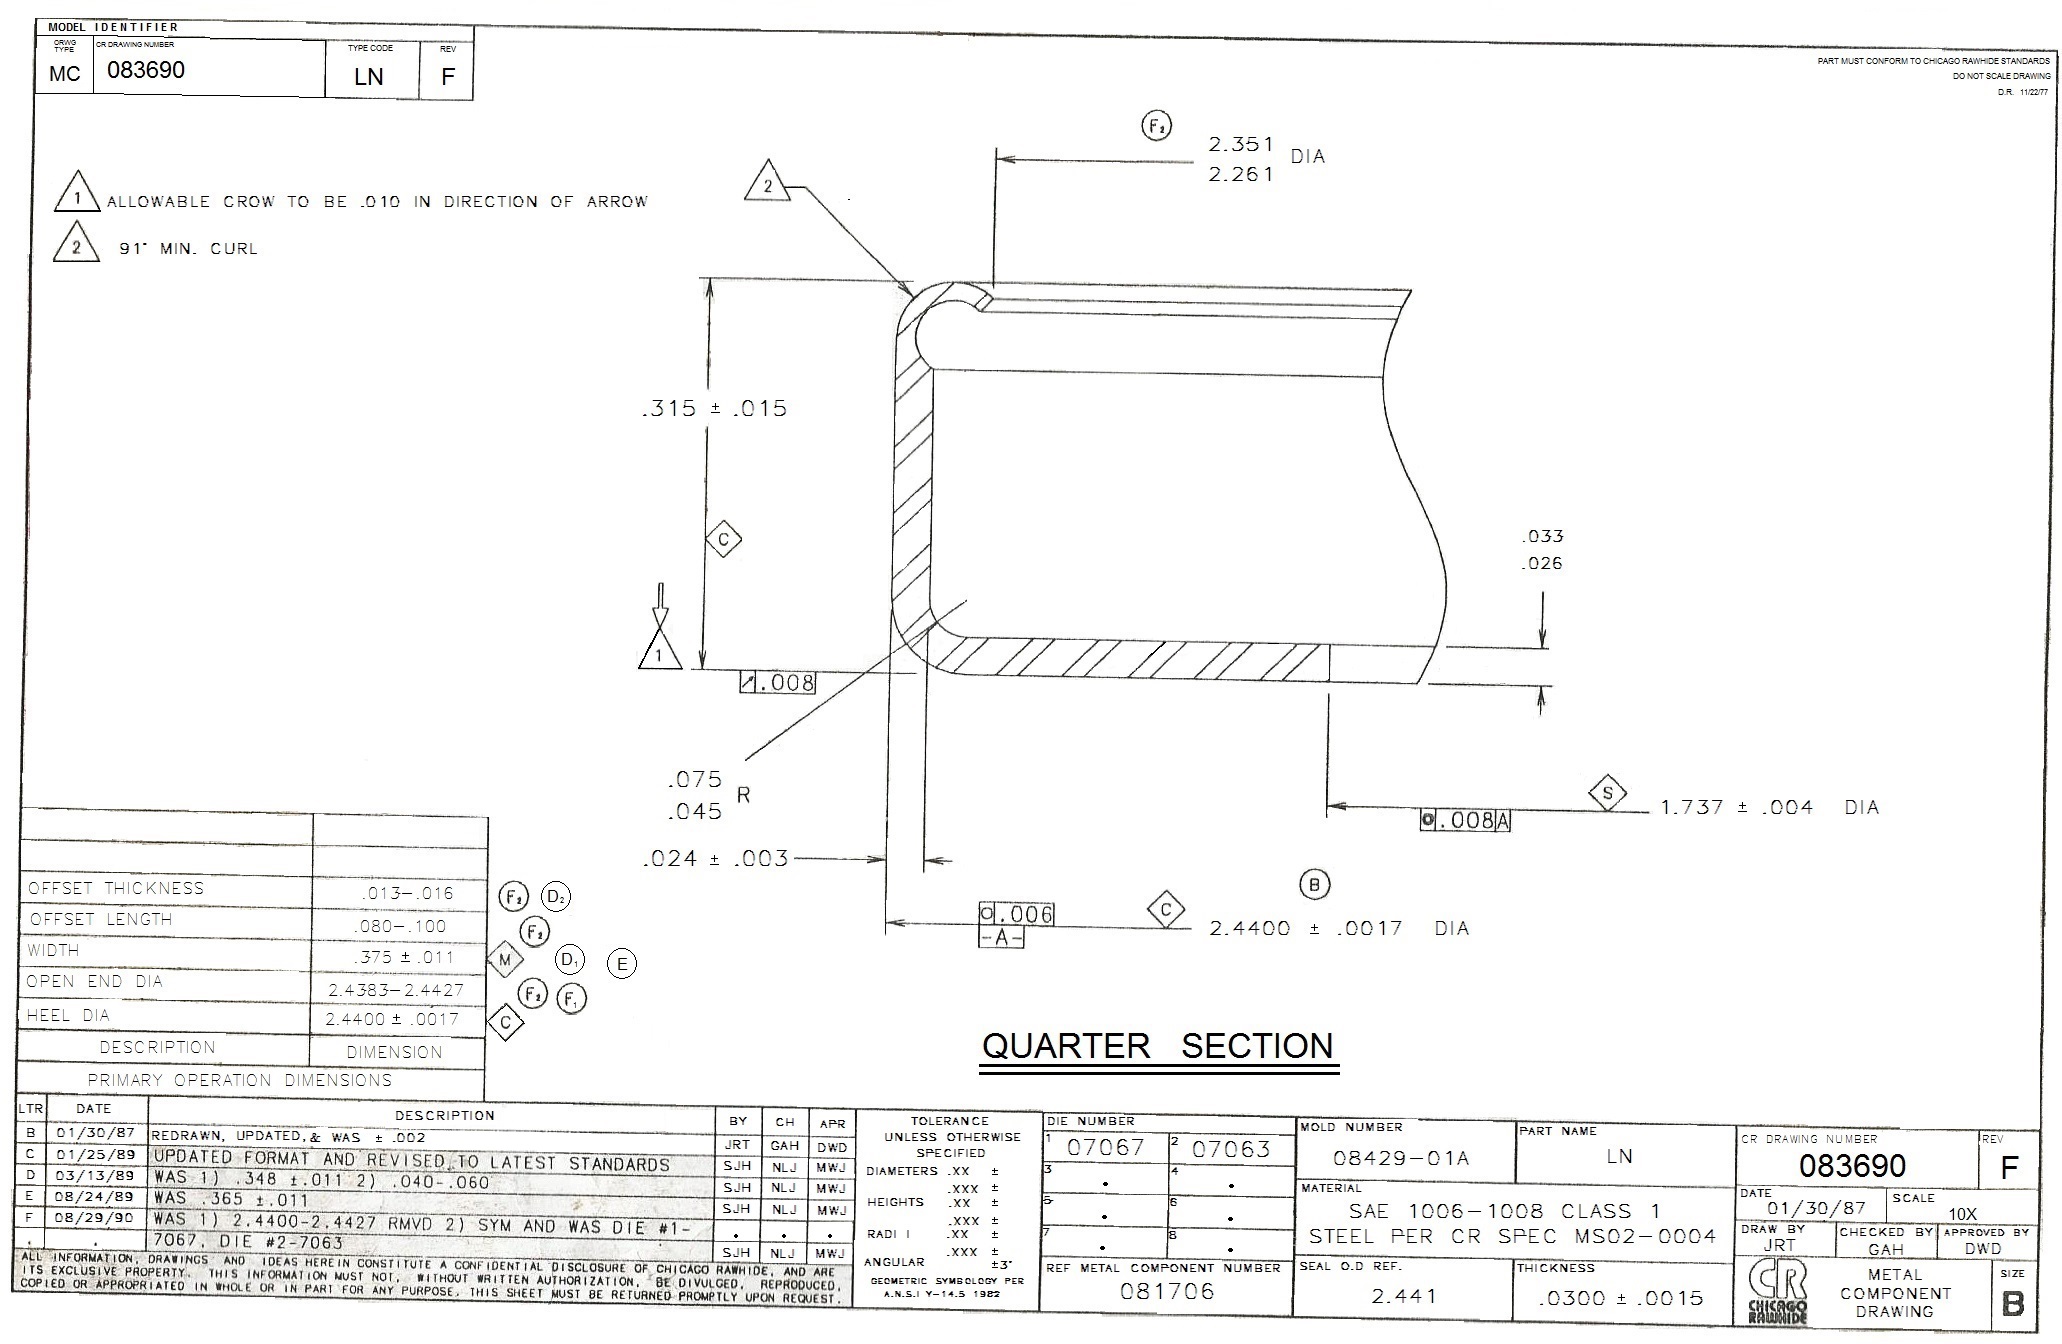 MODEL IDENTIFIER
ORWG TYPE
CR DRAWING NUMBER
TYPE CODE
REV
MC
083690
LN
F
PART MUST CONFORM TO CHICAGO RAWHIDE STANDARDS
DO NOT SCALE DRAWING
D.R. 11/22/77
1 ALLOWABLE CROW TO BE .010 IN DIRECTION OF ARROW
2 91° MIN. CURL
2
F2
2.351
2.261
DIA
.315 ± .015
C
1
.008
.033
.026
.075
.045
R
.024 ± .003
.006
-A-
C
B
2.4400 ± .0017 DIA
.008 A
S
1.737 ± .004 DIA
QUARTER SECTION
OFFSET THICKNESS .013-.016 F2 D2
OFFSET LENGTH .080-.100 F2
WIDTH .375 ± .011 M D1 E
OPEN END DIA 2.4383-2.4427 F2 F1
HEEL DIA 2.4400 ± .0017 C
DESCRIPTION DIMENSION
PRIMARY OPERATION DIMENSIONS
LTR DATE DESCRIPTION BY CH APR
B 01/30/87 REDRAWN, UPDATED,& WAS ± .002 JRT GAH DWD
C 01/25/89 UPDATED FORMAT AND REVISED TO LATEST STANDARDS SJH NLJ MWJ
D 03/13/89 WAS 1) .348 ±.011 2) .040-.060 SJH NLJ MWJ
E 08/24/89 WAS .365 ±.011 SJH NLJ MWJ
F 08/29/90 WAS 1) 2.4400-2.4427 RMVD 2) SYM AND WAS DIE #1-
7067, DIE #2-7063 SJH NLJ MWJ
ALL INFORMATION, DRAWINGS AND IDEAS HEREIN CONSTITUTE A CONFIDENTIAL DISCLOSURE OF CHICAGO RAWHIDE, AND ARE
ITS EXCLUSIVE PROPERTY. THIS INFORMATION MUST NOT, WITHOUT WRITTEN AUTHORIZATION, BE DIVULGED, REPRODUCED,
COPIED OR APPROPRIATED IN WHOLE OR IN PART FOR ANY PURPOSE. THIS SHEET MUST BE RETURNED PROMPTLY UPON REQUEST.
TOLERANCE
UNLESS OTHERWISE
SPECIFIED
DIAMETERS .XX ±
.XXX ±
HEIGHTS .XX ±
.XXX ±
RADI I .XX ±
.XXX ±
ANGULAR ±3°
GEOMETRIC SYMBOLOGY PER
A.N.S.I Y-14.5 1982
DIE NUMBER
1 07067 2 07063
3 4
5 6
7 8
REF METAL COMPONENT NUMBER
081706
MOLD NUMBER
08429-01A
PART NAME
LN
MATERIAL
SAE 1006-1008 CLASS 1
STEEL PER CR SPEC MS02-0004
SEAL O.D REF.
2.441
THICKNESS
.0300 ± .0015
CR DRAWING NUMBER
083690
REV
F
DATE
01/30/87
SCALE
10X
DRAW BY
JRT
CHECKED BY
GAH
APPROVED BY
DWD
CR
CHICAGO
RAWHIDE
METAL
COMPONENT
DRAWING
SIZE
B